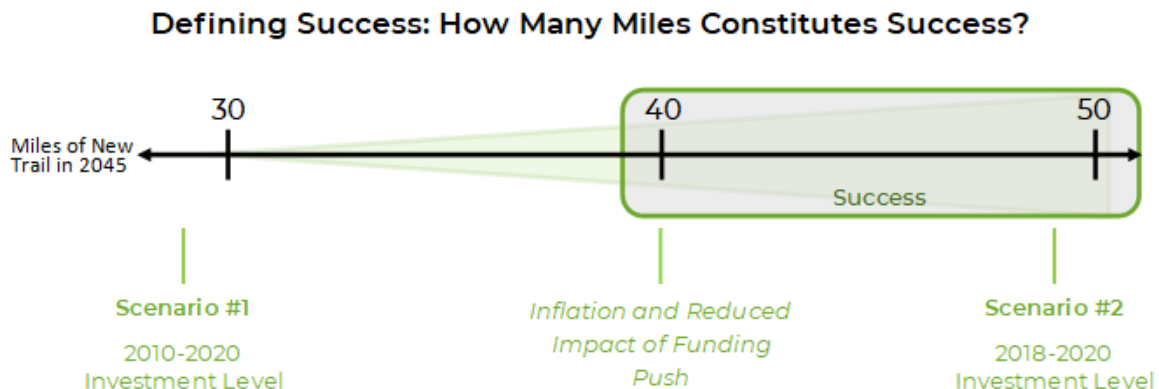 Defining Success: How Many Miles Constitutes Success?
30
40
50
Miles of New
Trail in 2045
Success
Scenario #1
2010-2020
Investment Level
Inflation and Reduced
Impact of Funding
Push
Scenario #2
2018-2020
Investment Level